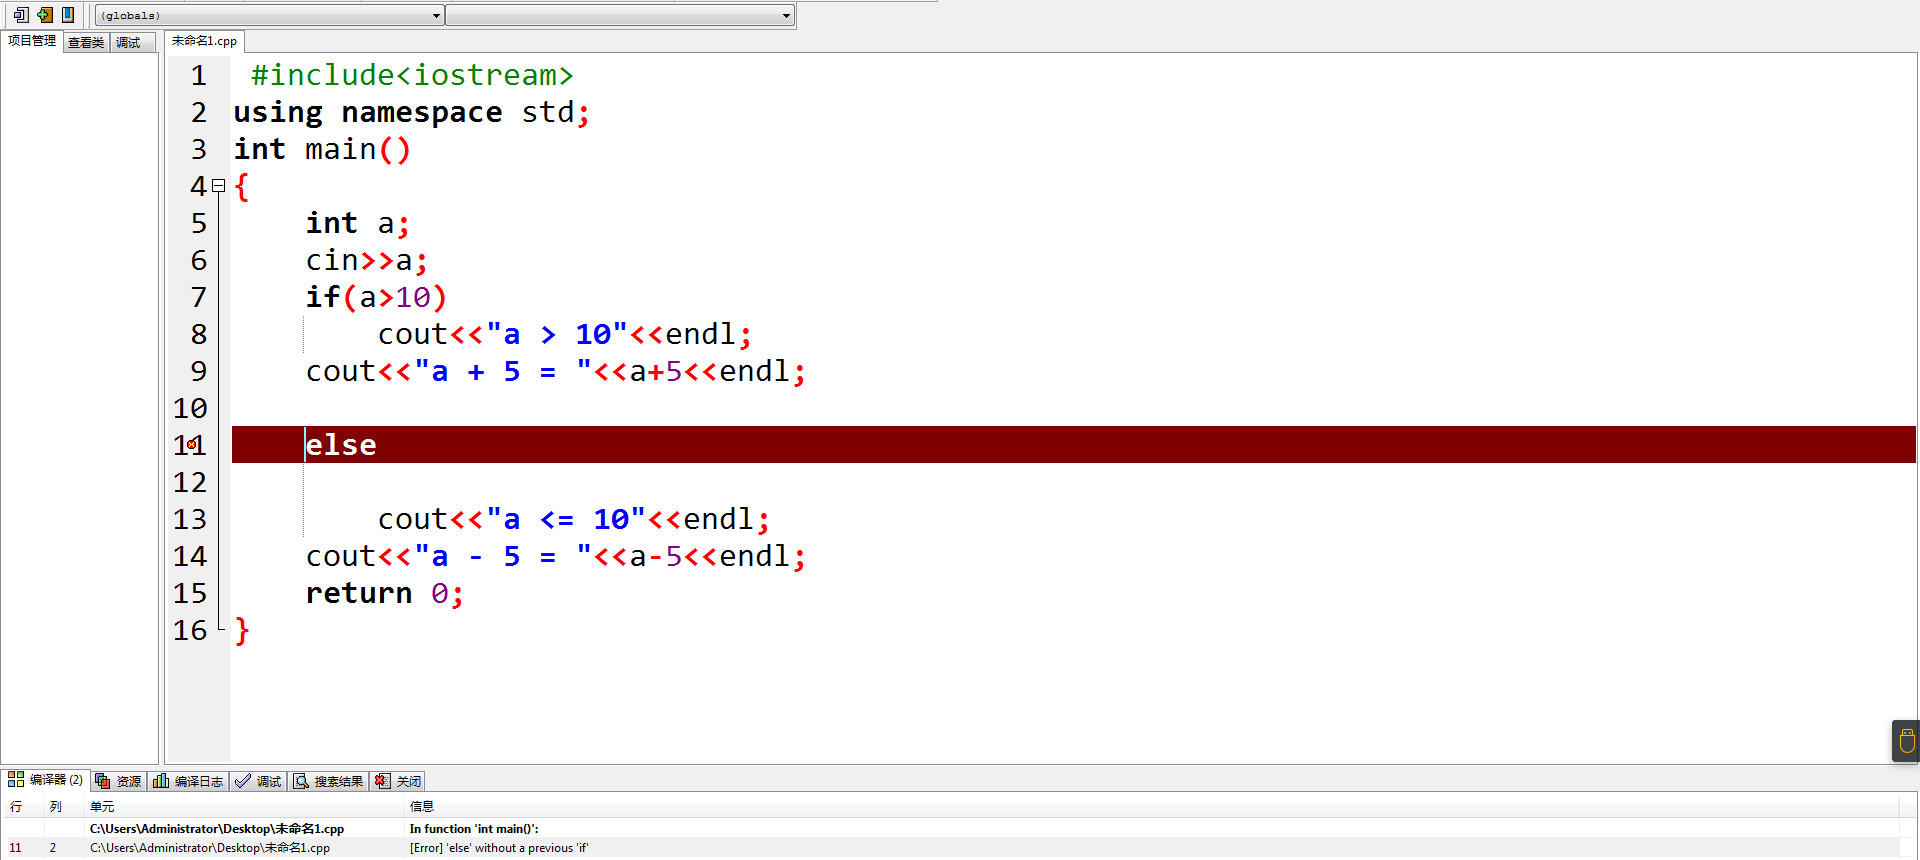 (globals)
项目管理 查看类 调试 未命名1.cpp
1 #include<iostream>
2 using namespace std;
3 int main()
4 {
5 int a;
6 cin>>a;
7 if(a>10)
8 cout<<"a > 10"<<endl;
9 cout<<"a + 5 = "<<a+5<<endl;
10
11 else
12
13 cout<<"a <= 10"<<endl;
14 cout<<"a - 5 = "<<a-5<<endl;
15 return 0;
16 }
编译器 (2) 资源 编译日志 调试 搜索结果 关闭
行 列 单元 信息
C:\Users\Administrator\Desktop\未命名1.cpp In function 'int main()':
11 2 C:\Users\Administrator\Desktop\未命名1.cpp [Error] 'else' without a previous 'if'